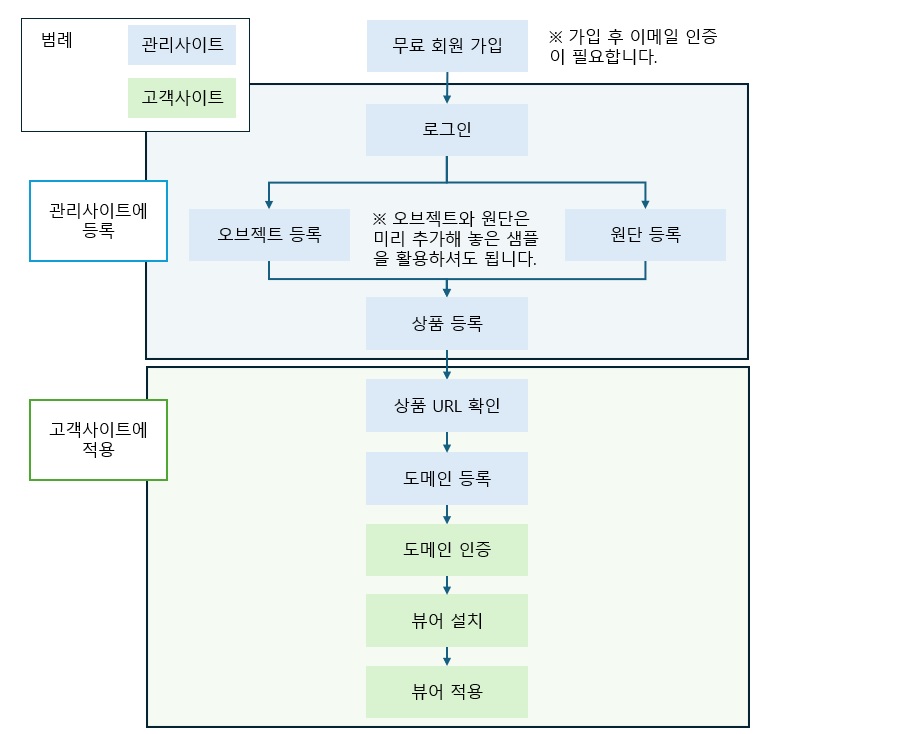 범례
관리사이트
고객사이트
무료 회원 가입
※ 가입 후 이메일 인증
이 필요합니다.
로그인
관리사이트에
등록
오브젝트 등록
※ 오브젝트와 원단은
미리 추가해 놓은 샘플
을 활용하셔도 됩니다.
원단 등록
상품 등록
고객사이트에
적용
상품 URL 확인
도메인 등록
도메인 인증
뷰어 설치
뷰어 적용